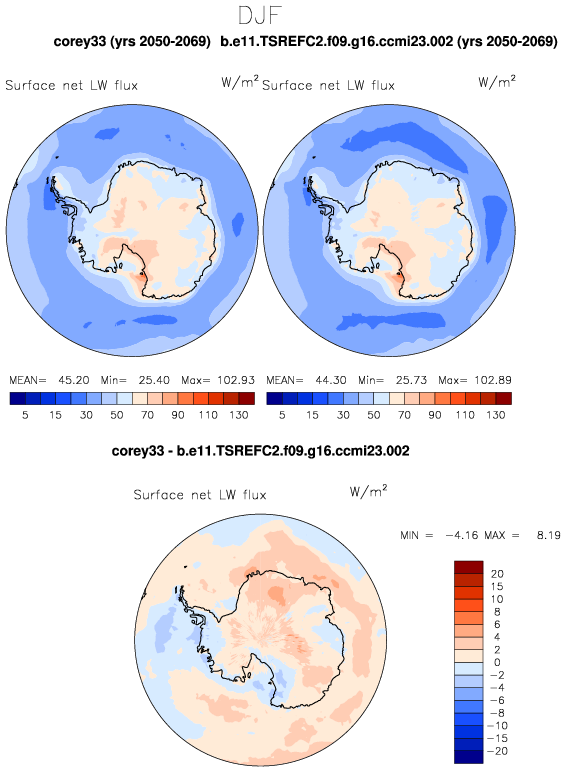 DJF
corey33 (yrs 2050-2069) b.e11.TSREFC2.f09.g16.ccmi23.002 (yrs 2050-2069)
Surface net LW flux W/m² Surface net LW flux W/m²
MEAN= 45.20 Min= 25.40 Max= 102.93 MEAN= 44.30 Min= 25.73 Max= 102.89
5 15 30 50 70 90 110 130 5 15 30 50 70 90 110 130
corey33 - b.e11.TSREFC2.f09.g16.ccmi23.002
Surface net LW flux W/m²
MIN = -4.16 MAX = 8.19
20
15
10
8
6
4
2
0
-2
-4
-6
-8
-10
-15
-20